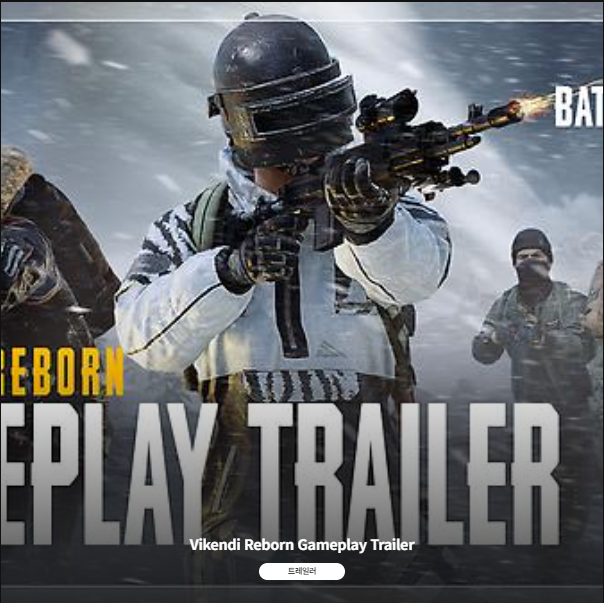 BAT
REBORN
EPLAY TRAILER
Vikendi Reborn Gameplay Trailer
트레일러